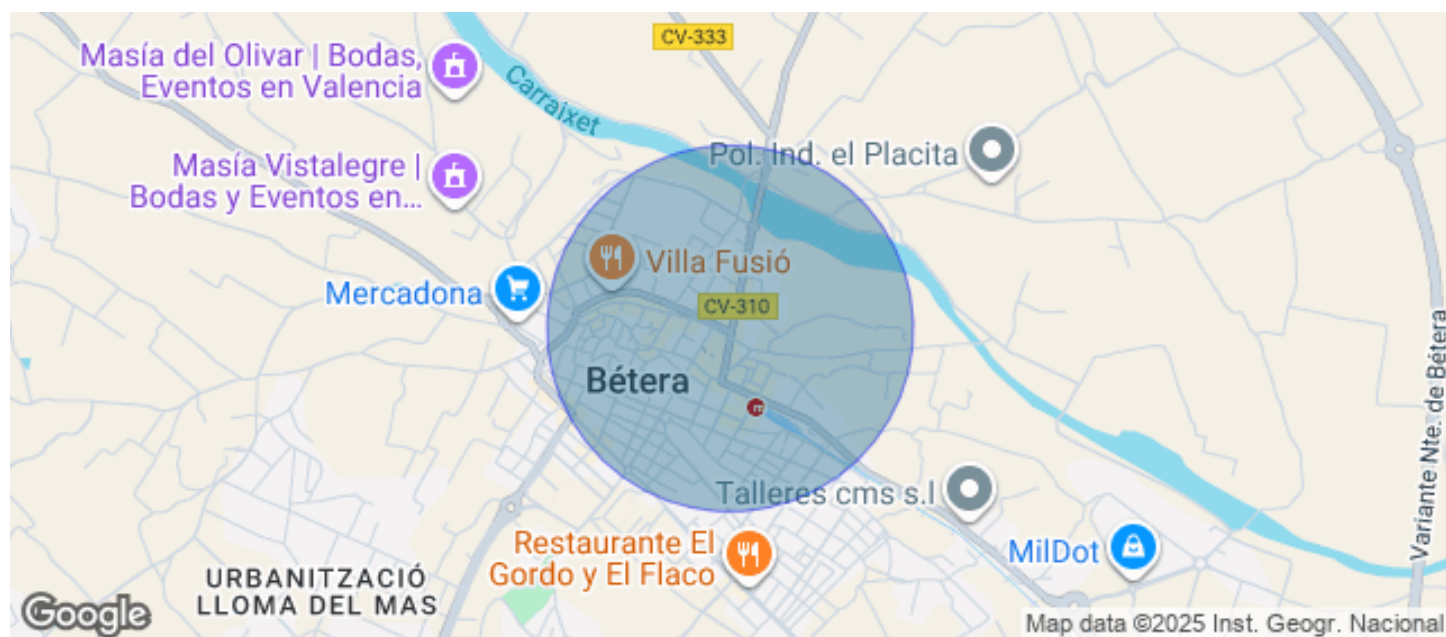 CV-333
Masía del Olivar | Bodas,
Eventos en Valencia
Carraixet
Masía Vistalegre |
Bodas y Eventos en...
Pol. Ind. el Placita
Villa Fusió
Mercadona
CV-310
Bétera
Variante Nte. de Bétera
Talleres cms s.l
Restaurante El
Gordo y El Flaco
MilDot
URBANITZACIÓ
LLOMA DEL MAS
Google
Map data ©2025 Inst. Geogr. Nacional